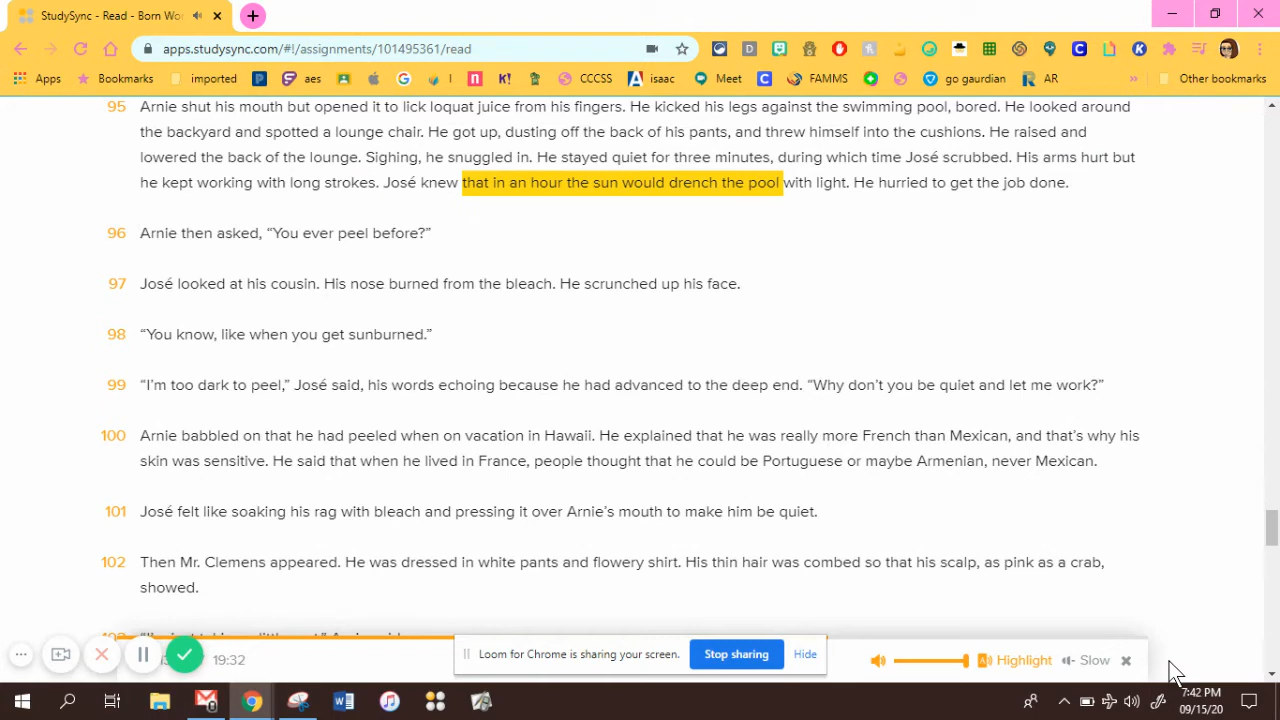 StudySync - Read - Born Wo
apps.studysync.com/#!/assignments/101495361/read
Apps Bookmarks imported aes K! CCCSS isaac Meet FAMMS go gaurdian AR » Other bookmarks
95 Arnie shut his mouth but opened it to lick loquat juice from his fingers. He kicked his legs against the swimming pool, bored. He looked around
the backyard and spotted a lounge chair. He got up, dusting off the back of his pants, and threw himself into the cushions. He raised and
lowered the back of the lounge. Sighing, he snuggled in. He stayed quiet for three minutes, during which time José scrubbed. His arms hurt but
he kept working with long strokes. José knew that in an hour the sun would drench the pool with light. He hurried to get the job done.
96 Arnie then asked, “You ever peel before?”
97 José looked at his cousin. His nose burned from the bleach. He scrunched up his face.
98 “You know, like when you get sunburned.”
99 “I’m too dark to peel,” José said, his words echoing because he had advanced to the deep end. “Why don’t you be quiet and let me work?”
100 Arnie babbled on that he had peeled when on vacation in Hawaii. He explained that he was really more French than Mexican, and that’s why his
skin was sensitive. He said that when he lived in France, people thought that he could be Portuguese or maybe Armenian, never Mexican.
101 José felt like soaking his rag with bleach and pressing it over Arnie’s mouth to make him be quiet.
102 Then Mr. Clemens appeared. He was dressed in white pants and flowery shirt. His thin hair was combed so that his scalp, as pink as a crab,
showed.
19:32 Loom for Chrome is sharing your screen. Stop sharing Hide Highlight Slow
7:42 PM
09/15/20